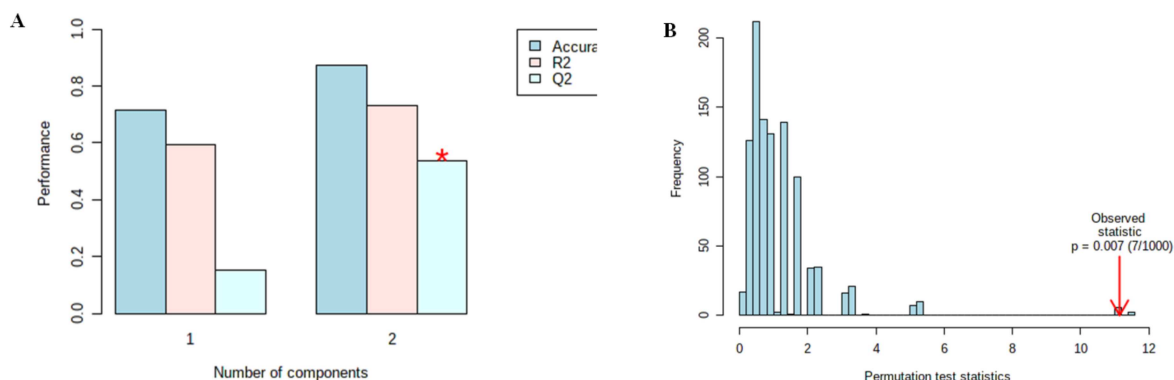 A
Performance
0.0
0.2
0.4
0.6
0.8
1.0
1
2
Number of components
Accura
R2
Q2
*
B
Frequency
0
50
100
150
200
0
2
4
6
8
10
12
Permutation test statistics
Observed
statistic
p = 0.007 (7/1000)